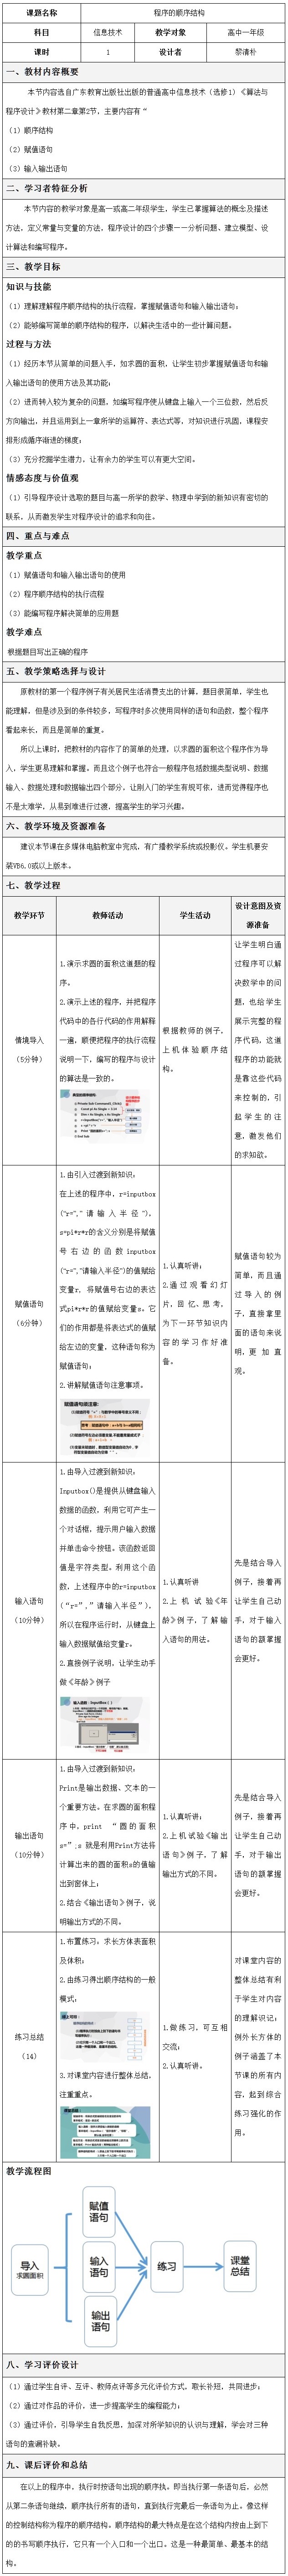 课题名称 程序的顺序结构
科目 信息技术 教学对象 高中一年级
课时 1 设计者 黎清朴
一、教材内容概要
本节内容选自广东教育出版社出版的普通高中信息技术（选修1）《算法与
程序设计》教材第二章第2节，主要内容有“
（1）顺序结构
（2）赋值语句
（3）输入输出语句
二、学习者特征分析
本节内容的教学对象是高一或高二年级学生，学生已掌握算法的概念及描述
方法，定义常量与变量的方法，程序设计的四个步骤——分析问题、建立模型、设
计算法和编写程序。
三、教学目标
知识与技能
（1）理解理解程序顺序结构的执行流程，掌握赋值语句和输入输出语句；
（2）能够编写简单的顺序结构的程序，以解决生活中的一些计算问题。
过程与方法
（1）经历本节从简单的问题入手，如求圆的面积，让学生初步掌握赋值语句和输
入输出语句的使用方法及其功能；
（2）进而转入较为复杂的问题，如编写程序使从键盘上输入一个三位数，然后反
方向输出，并且运用到上一章所学的运算符、表达式等，对知识进行巩固，课程安
排形成循序渐进的梯度；
（3）充分挖掘学生潜力，让有余力的学生可以有更大空间。
情感态度与价值观
（1）引导程序设计选取的题目与高一所学的数学、物理中学到的新知识有密切的
联系，从而激发学生对程序设计的追求和向往。
四、重点与难点
教学重点
（1）赋值语句和输入输出语句的使用
（2）程序顺序结构的执行流程
（3）能编写程序解决简单的应用题
教学难点
根据题目写出正确的程序
五、教学策略选择与设计
原教材的第一个程序例子有关居民生活消费支出的计算，题目很简单，学生也
能理解，但是涉及到的条件较多，写程序时多次使用同样的语句和函数，整个程序
看起来长，而且是简单的重复。
所以上课时，把教材的内容作了的简单的处理，以求圆的面积这个程序作为导
入，学生更易理解和掌握。而且这个例子也符合一般程序包括数据类型说明、数据
输入、数据处理和数据输出四个部分，让刚入门的学生有规可依，进而觉得程序也
不是太难学，从易到难进行过渡，提高学生的学习兴趣。
六、教学环境及资源准备
建议本节课在多媒体电脑教室中完成，有广播教学系统或投影仪。学生机要安
装VB6.0或以上版本。
七、教学过程
教学环节 教师活动 学生活动 设计意图及资
源准备
情境导入
（5分钟）
1.演示求圆的面积这道题的程
序。
2.演示上述的程序，并把程序
代码中的各行代码的作用解释
一遍，顺便把程序的执行流程
说明一下，编写的程序与设计
的算法是一致的。
根据教师的例子，
上机体验顺序结
构。
让学生明白通
过程序可以解
决数学中的问
题，也给学生
展示完整的程
序代码，这道
程序的功能就
是靠这些代码
来控制的，引
起学生的注
意，激发他们
的求知欲。
赋值语句
（6分钟）
1.由引入过渡到新知识：
在上述的程序中，r=inputbox
("r=","请输入半径")，
s=pi*r*r的含义分别是将赋值
号右边的函数inputbox
("r=","请输入半径")的值赋给
变量r，将赋值号右边的表达
式pi*r*r的值赋给变量s。它
们的作用都是将表达式的值赋
给左边的变量，这种语句称为
赋值语句；
2.讲解赋值语句注意事项。
1.认真听讲；
2.通过观看幻灯
片，回忆，思考，
为下一环节知识内
容的学习作好准
备。
赋值语句较为
简单，而且通
过导入的例
子，直接拿里
面的语句来说
明，更加直
观。
输入语句
（10分钟）
1.由导入过渡到新知识：
Inputbox()是提供从键盘输入
数据的函数，利用它可产生一
个对话框，提示用户输入数据
并单击命令按钮。该函数返回
值是字符类型。利用这个函
数，上述程序中的r=inputbox
（“r=”,”请输入半径”），
所以在程序运行时，从键盘上
输入数据赋值给变量r。
2.直接例子说明，让学生动手
做《年龄》例子
1.认真听讲
2.上机试验《年
龄》例子，了解输
入语句的用法。
先是结合导入
例子，接着再
让学生自己动
手，对于输入
语句的额掌握
会更好。
输出语句
（10分钟）
1.由导入过渡到新知识：
Print是输出数据、文本的一
个重要方法。在求圆的面积程
序中，print “圆的面积
s=”;s 就是利用Print方法将
计算出来的圆的面积s的值输
出到窗体上；
2.结合《输出语句》例子，说
明输出方式的不同。
1.认真听讲；
2.上机试验《输出
语句》例子，了解
输出方式的不同。
先是结合导入
例子，接着再
让学生自己动
手，对于输出
语句的额掌握
会更好。
练习总结
（14）
1.布置练习：求长方体表面积
及体积；
2.由练习得出顺序结构的一般
模式；
3.对课堂内容进行整体总结，
注重重点。
1.做练习，可互相
交流；
2.认真听讲。
对课堂内容的
整体总结有利
于学生对内容
的理解识记；
例外长方体的
例子涵盖了本
节课的所有内
容，起到综合
练习强化的作
用。
教学流程图
导入
求圆面积
赋值
语句
输入
语句
输出
语句
练习
课堂
总结
八、学习评价设计
（1）通过学生自评、互评、教师点评等多元化评价方式，取长补短，共同进步；
（2）通过对作品的评价，进一步提高学生的编程能力；
（3）通过评价，引导学生自我反思，加深对所学知识的认识与理解，学会对三种
语句的查漏补缺。
九、课后评价和总结
在以上的程序中，执行时按语句出现的顺序执。即当执行第一条语句后，必然
从第二条语句继续，顺序执行所有的语句，直到执行完最后一条语句为止。像这样
的控制结构称为程序的顺序结构。顺序结构的最大特点是在这个结构内按由上到下
的的书写顺序执行，它只有一个入口和一个出口。这是一种最简单、最基本的结
构。